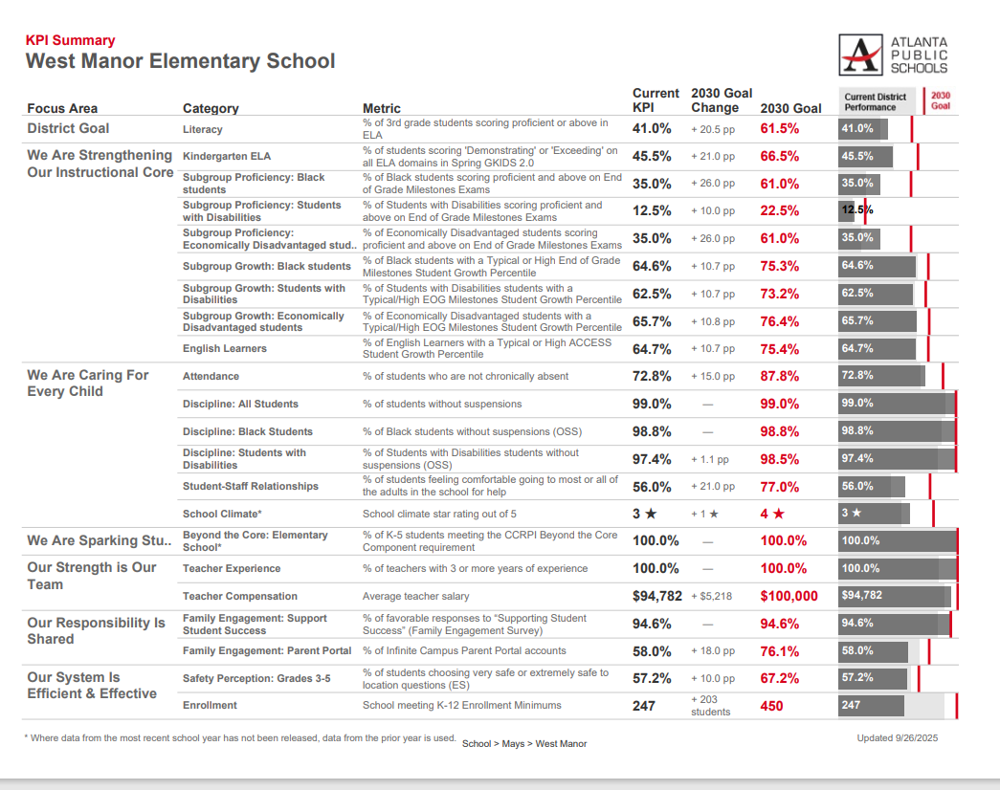 KPI Summary
West Manor Elementary School
ATLANTA
PUBLIC
SCHOOLS
Focus Area Category Metric Current KPI 2030 Goal Change 2030 Goal Current District Performance 2030 Goal
District Goal Literacy % of 3rd grade students scoring proficient or above in ELA 41.0% + 20.5 pp 61.5% 41.0%
We Are Strengthening Our Instructional Core Kindergarten ELA % of students scoring 'Demonstrating' or 'Exceeding' on all ELA domains in Spring GKIDS 2.0 45.5% + 21.0 pp 66.5% 45.5%
Subgroup Proficiency: Black students % of Black students scoring proficient and above on End of Grade Milestones Exams 35.0% + 26.0 pp 61.0% 35.0%
Subgroup Proficiency: Students with Disabilities % of Students with Disabilities scoring proficient and above on End of Grade Milestones Exams 12.5% + 10.0 pp 22.5% 12.5%
Subgroup Proficiency: Economically Disadvantaged stud.. % of Economically Disadvantaged students scoring proficient and above on End of Grade Milestones Exams 35.0% + 26.0 pp 61.0% 35.0%
Subgroup Growth: Black students % of Black students with a Typical or High End of Grade Milestones Student Growth Percentile 64.6% + 10.7 pp 75.3% 64.6%
Subgroup Growth: Students with Disabilities % of Students with Disabilities students with a Typical/High EOG Milestones Student Growth Percentile 62.5% + 10.7 pp 73.2% 62.5%
Subgroup Growth: Economically Disadvantaged students % of Economically Disadvantaged students with a Typical/High EOG Milestones Student Growth Percentile 65.7% + 10.8 pp 76.4% 65.7%
English Learners % of English Learners with a Typical or High ACCESS Student Growth Percentile 64.7% + 10.7 pp 75.4% 64.7%
We Are Caring For Every Child Attendance % of students who are not chronically absent 72.8% + 15.0 pp 87.8% 72.8%
Discipline: All Students % of students without suspensions 99.0% — 99.0% 99.0%
Discipline: Black Students % of Black students without suspensions (OSS) 98.8% — 98.8% 98.8%
Discipline: Students with Disabilities % of Students with Disabilities students without suspensions (OSS) 97.4% + 1.1 pp 98.5% 97.4%
Student-Staff Relationships % of students feeling comfortable going to most or all of the adults in the school for help 56.0% + 21.0 pp 77.0% 56.0%
School Climate* School climate star rating out of 5 3 ★ + 1 ★ 4 ★ 3 ★
We Are Sparking Stu.. Beyond the Core: Elementary School* % of K-5 students meeting the CCRPI Beyond the Core Component requirement 100.0% — 100.0% 100.0%
Our Strength is Our Team Teacher Experience % of teachers with 3 or more years of experience 100.0% — 100.0% 100.0%
Teacher Compensation Average teacher salary $94,782 + $5,218 $100,000 $94,782
Our Responsibility Is Shared Family Engagement: Support Student Success % of favorable responses to “Supporting Student Success” (Family Engagement Survey) 94.6% — 94.6% 94.6%
Family Engagement: Parent Portal % of Infinite Campus Parent Portal accounts 58.0% + 18.0 pp 76.1% 58.0%
Our System Is Efficient & Effective Safety Perception: Grades 3-5 % of students choosing very safe or extremely safe to location questions (ES) 57.2% + 10.0 pp 67.2% 57.2%
Enrollment School meeting K-12 Enrollment Minimums 247 + 203 students 450 247
* Where data from the most recent school year has not been released, data from the prior year is used. School > Mays > West Manor Updated 9/26/2025